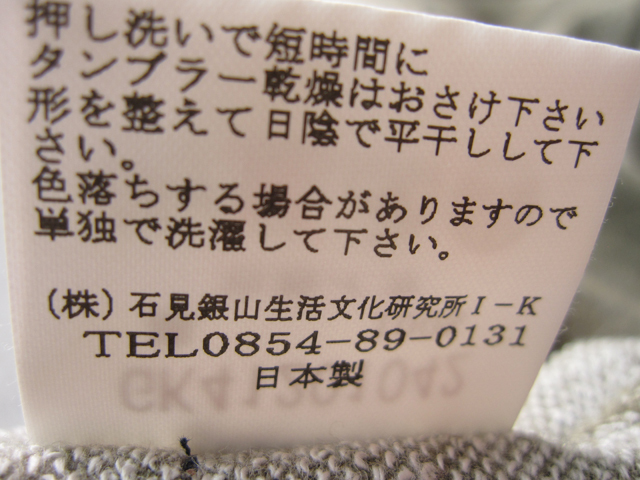 押し洗いで短時間に
タンブラー乾燥はおさけ下さい
形を整えて日陰で平干しして下
さい。
色落ちする場合がありますので
単独で洗濯して下さい。
(株)石見銀山生活文化研究所I-K
TEL0854-89-0131
日本製